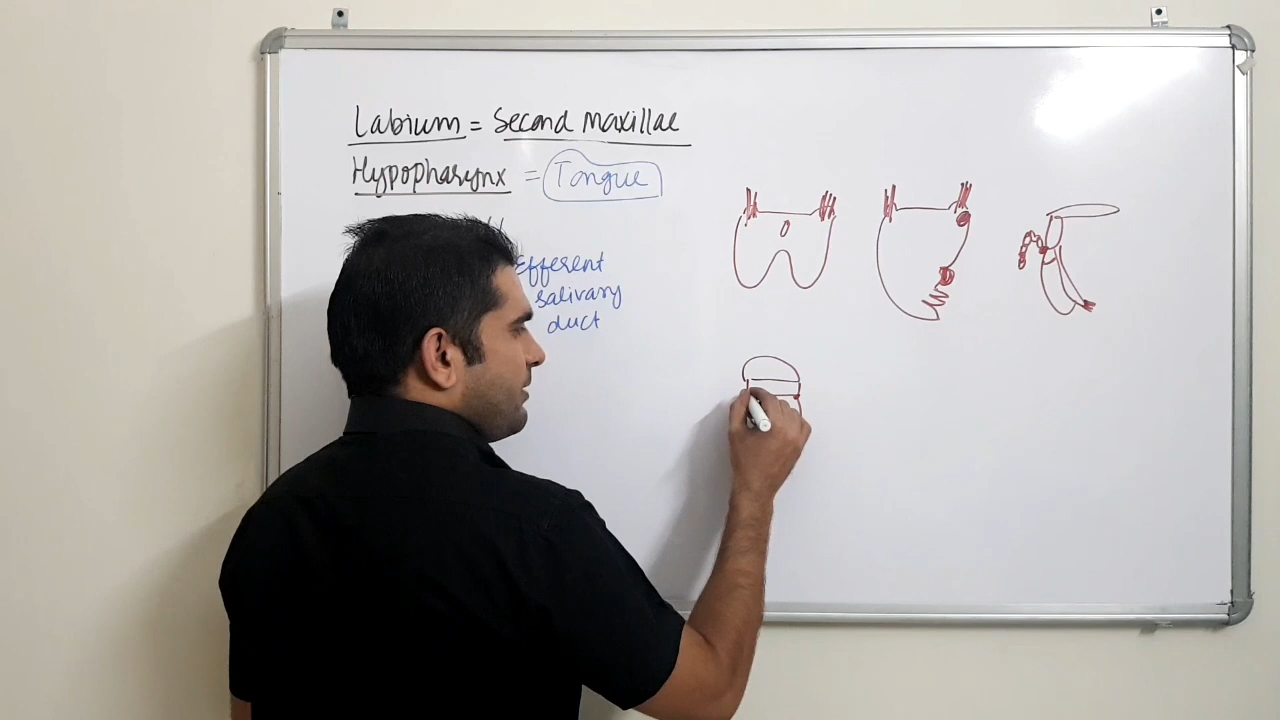 Labium = Second Maxillae
Hypopharynx = Tongue
Efferent
salivary
duct